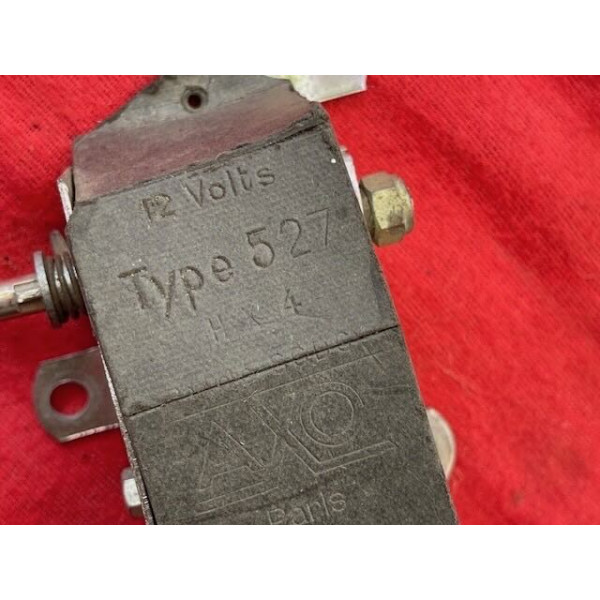 12 Volts
Type 527
H x 4
AXO
Paris